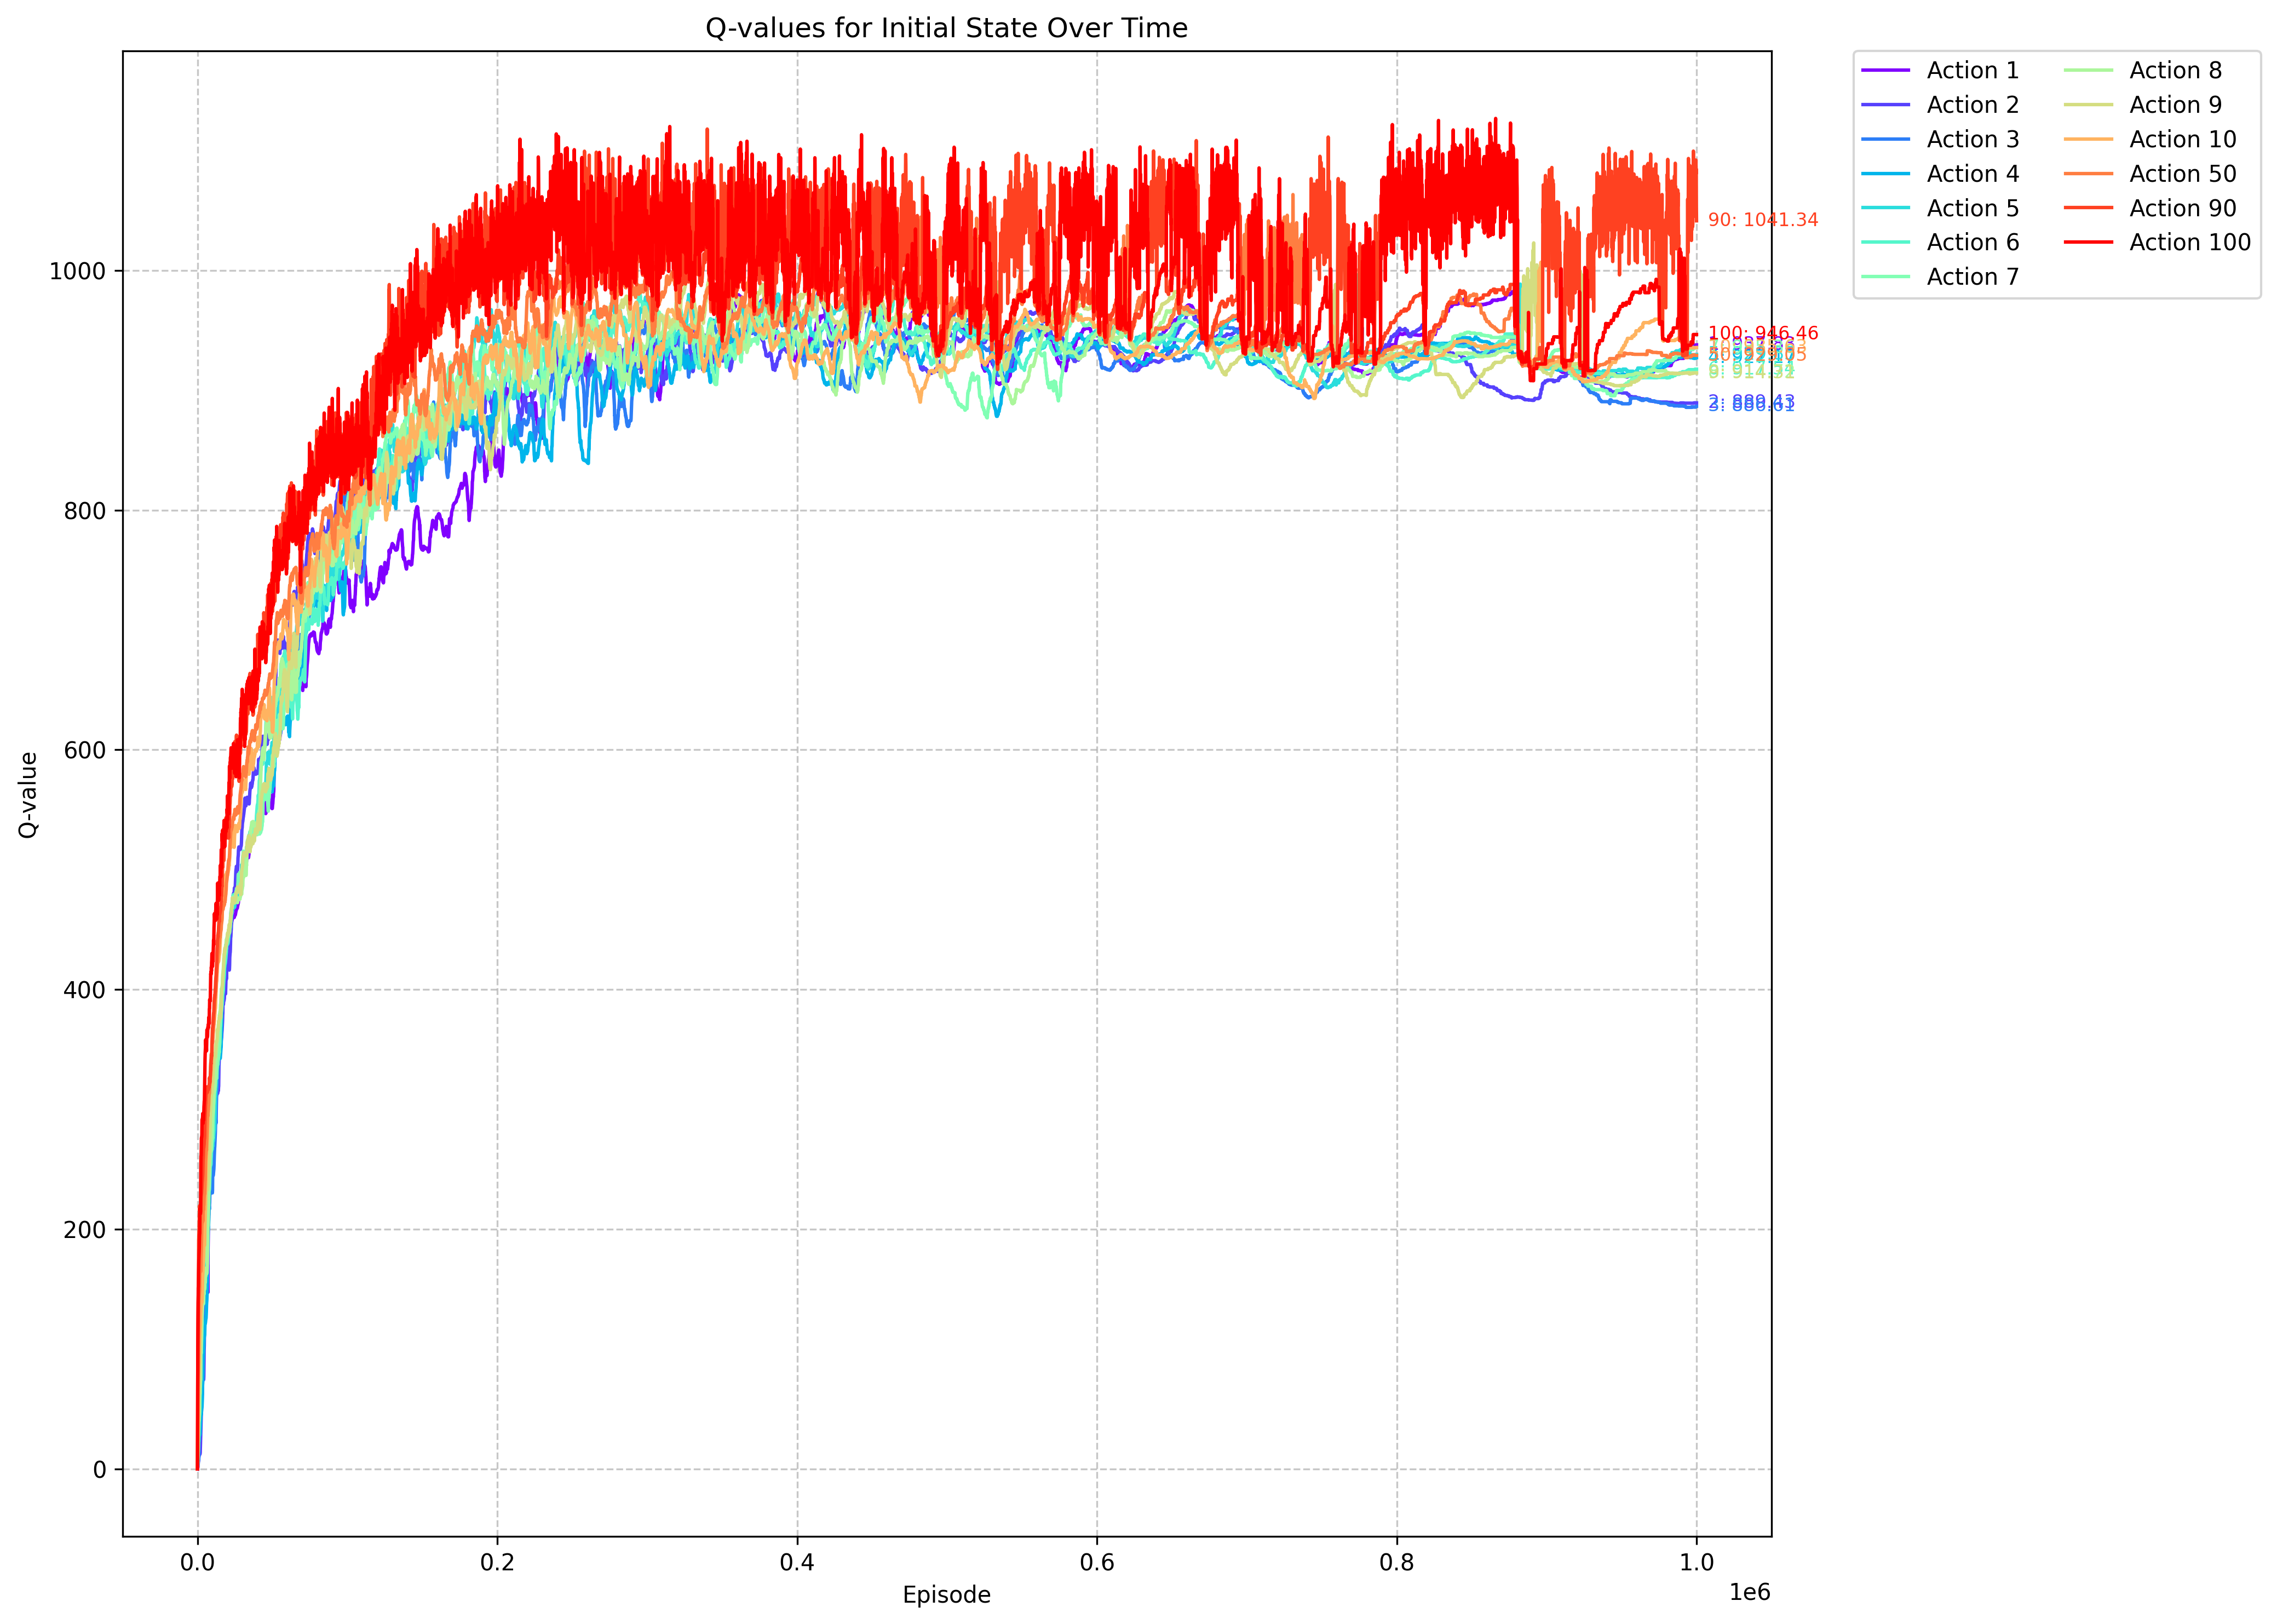 Q-values for Initial State Over Time
Q-value
1000
800
600
400
200
0
0.0
0.2
0.4
0.6
0.8
1.0
1e6
Episode
90: 1041.34
100: 946.46
Action 1
Action 2
Action 3
Action 4
Action 5
Action 6
Action 7
Action 8
Action 9
Action 10
Action 50
Action 90
Action 100